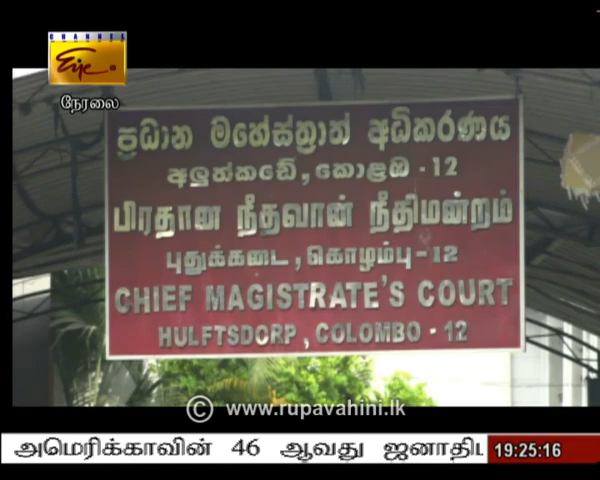 CHANNEL
Eye
நேரலை
ප්‍රධාන මහේස්ත්‍රාත් අධිකරණය
අලුත්කඩේ, කොළඹ - 12
பிரதான நீதவான் நீதிமன்றம்
புதுக்கடை, கொழும்பு - 12
CHIEF MAGISTRATE'S COURT
HULFTSDORP, COLOMBO - 12
© www.rupavahini.lk
அமெரிக்காவின் 46 ஆவது 19:25:16